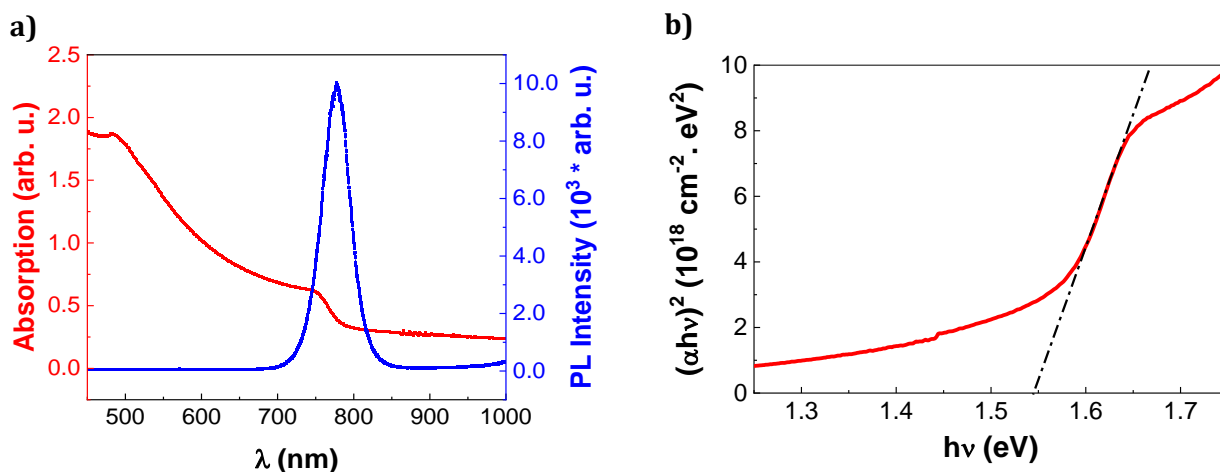 a)
2.5
2.0
1.5
1.0
0.5
0.0
Absorption (arb. u.)
500 600 700 800 900 1000
λ (nm)
10.0
8.0
6.0
4.0
2.0
0.0
PL Intensity (10³ * arb. u.)
b)
10
8
6
4
2
0
(αhν)² (10¹⁸ cm⁻². eV²)
1.3 1.4 1.5 1.6 1.7
hν (eV)